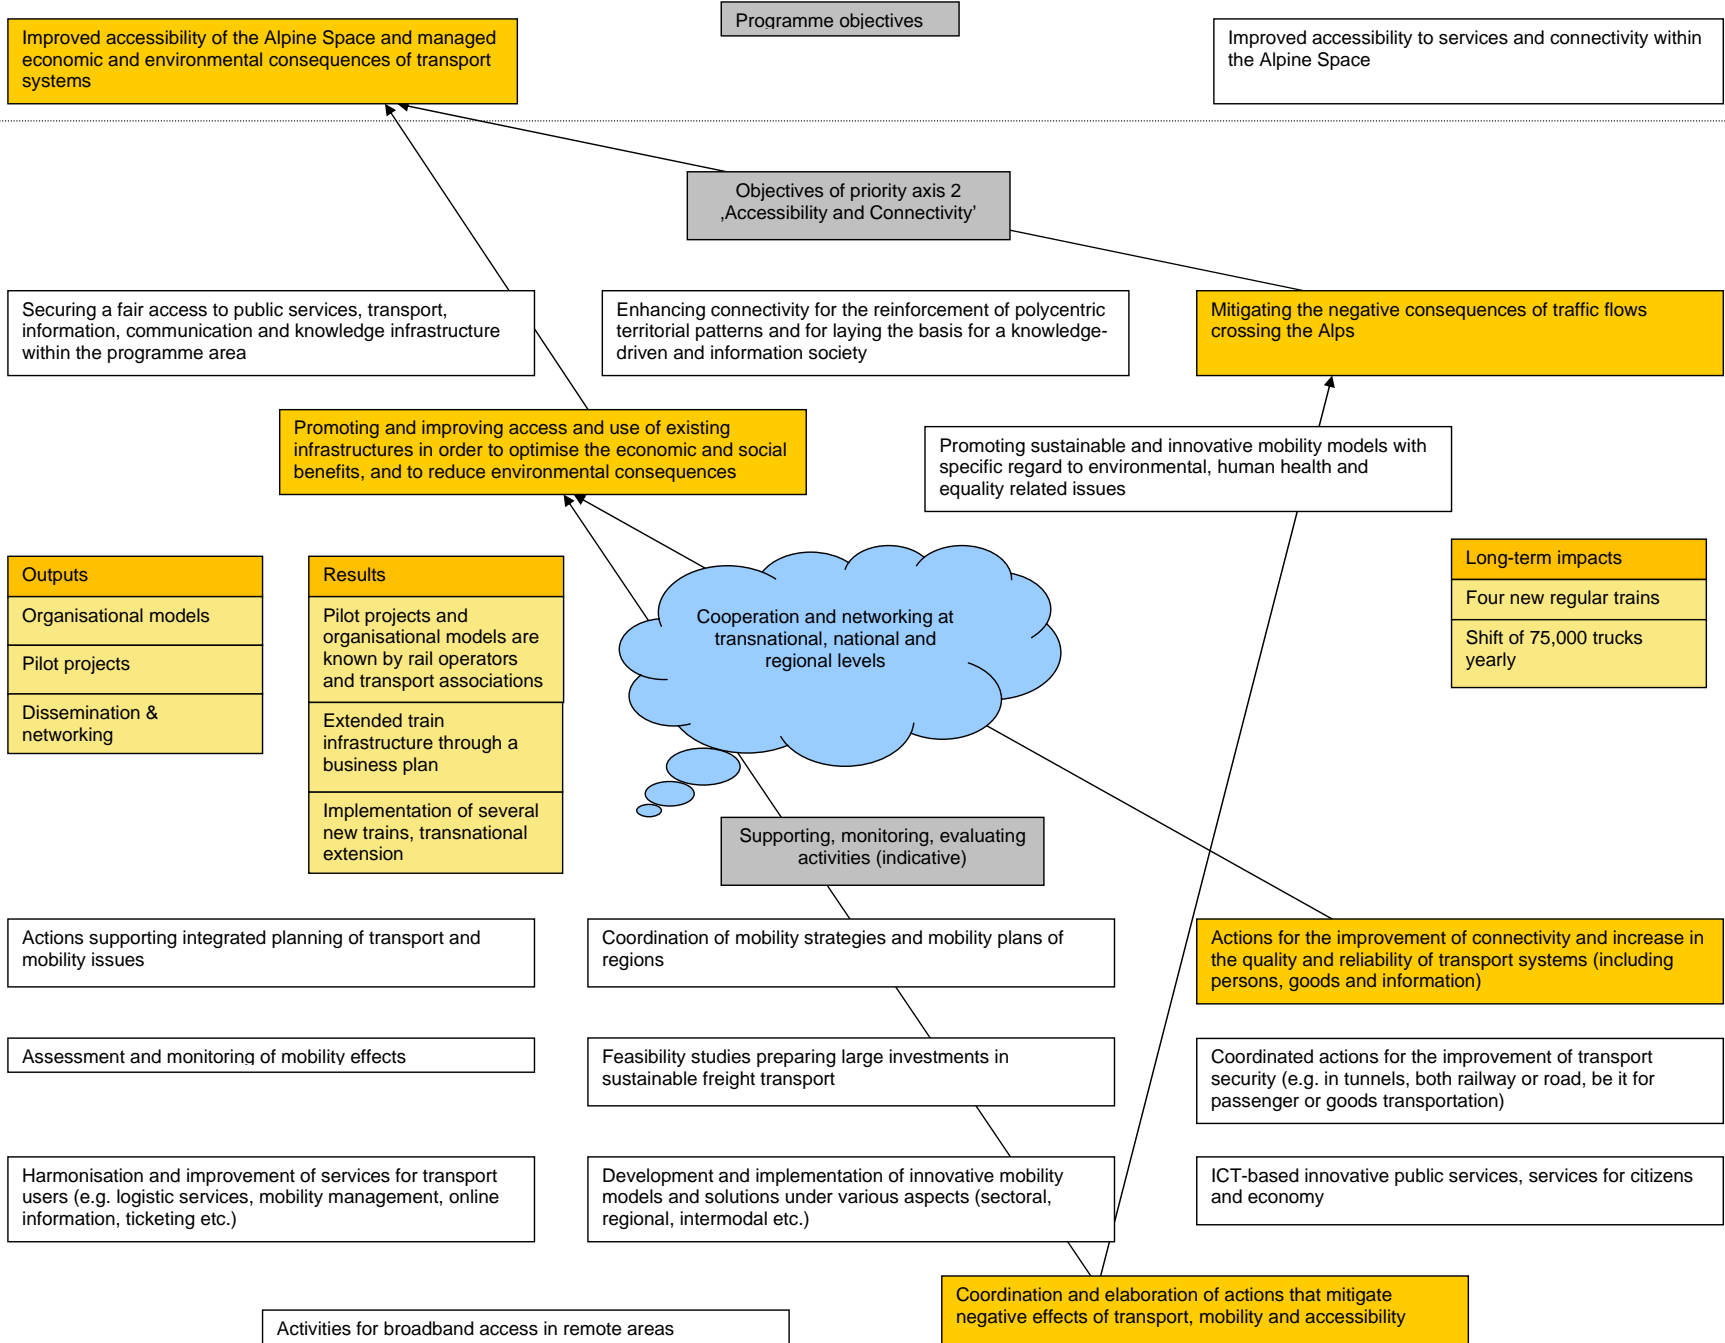 Programme objectives
Improved accessibility of the Alpine Space and managed
economic and environmental consequences of transport
systems
Improved accessibility to services and connectivity within
the Alpine Space
Objectives of priority axis 2
‚Accessibility and Connectivity’
Securing a fair access to public services, transport,
information, communication and knowledge infrastructure
within the programme area
Enhancing connectivity for the reinforcement of polycentric
territorial patterns and for laying the basis for a knowledge-
driven and information society
Mitigating the negative consequences of traffic flows
crossing the Alps
Promoting and improving access and use of existing
infrastructures in order to optimise the economic and social
benefits, and to reduce environmental consequences
Promoting sustainable and innovative mobility models with
specific regard to environmental, human health and
equality related issues
Outputs
Organisational models
Pilot projects
Dissemination &
networking
Results
Pilot projects and
organisational models are
known by rail operators
and transport associations
Extended train
infrastructure through a
business plan
Implementation of several
new trains, transnational
extension
Cooperation and networking at
transnational, national and
regional levels
Long-term impacts
Four new regular trains
Shift of 75,000 trucks
yearly
Supporting, monitoring, evaluating
activities (indicative)
Actions supporting integrated planning of transport and
mobility issues
Coordination of mobility strategies and mobility plans of
regions
Actions for the improvement of connectivity and increase in
the quality and reliability of transport systems (including
persons, goods and information)
Assessment and monitoring of mobility effects
Feasibility studies preparing large investments in
sustainable freight transport
Coordinated actions for the improvement of transport
security (e.g. in tunnels, both railway or road, be it for
passenger or goods transportation)
Harmonisation and improvement of services for transport
users (e.g. logistic services, mobility management, online
information, ticketing etc.)
Development and implementation of innovative mobility
models and solutions under various aspects (sectoral,
regional, intermodal etc.)
ICT-based innovative public services, services for citizens
and economy
Coordination and elaboration of actions that mitigate
negative effects of transport, mobility and accessibility
Activities for broadband access in remote areas